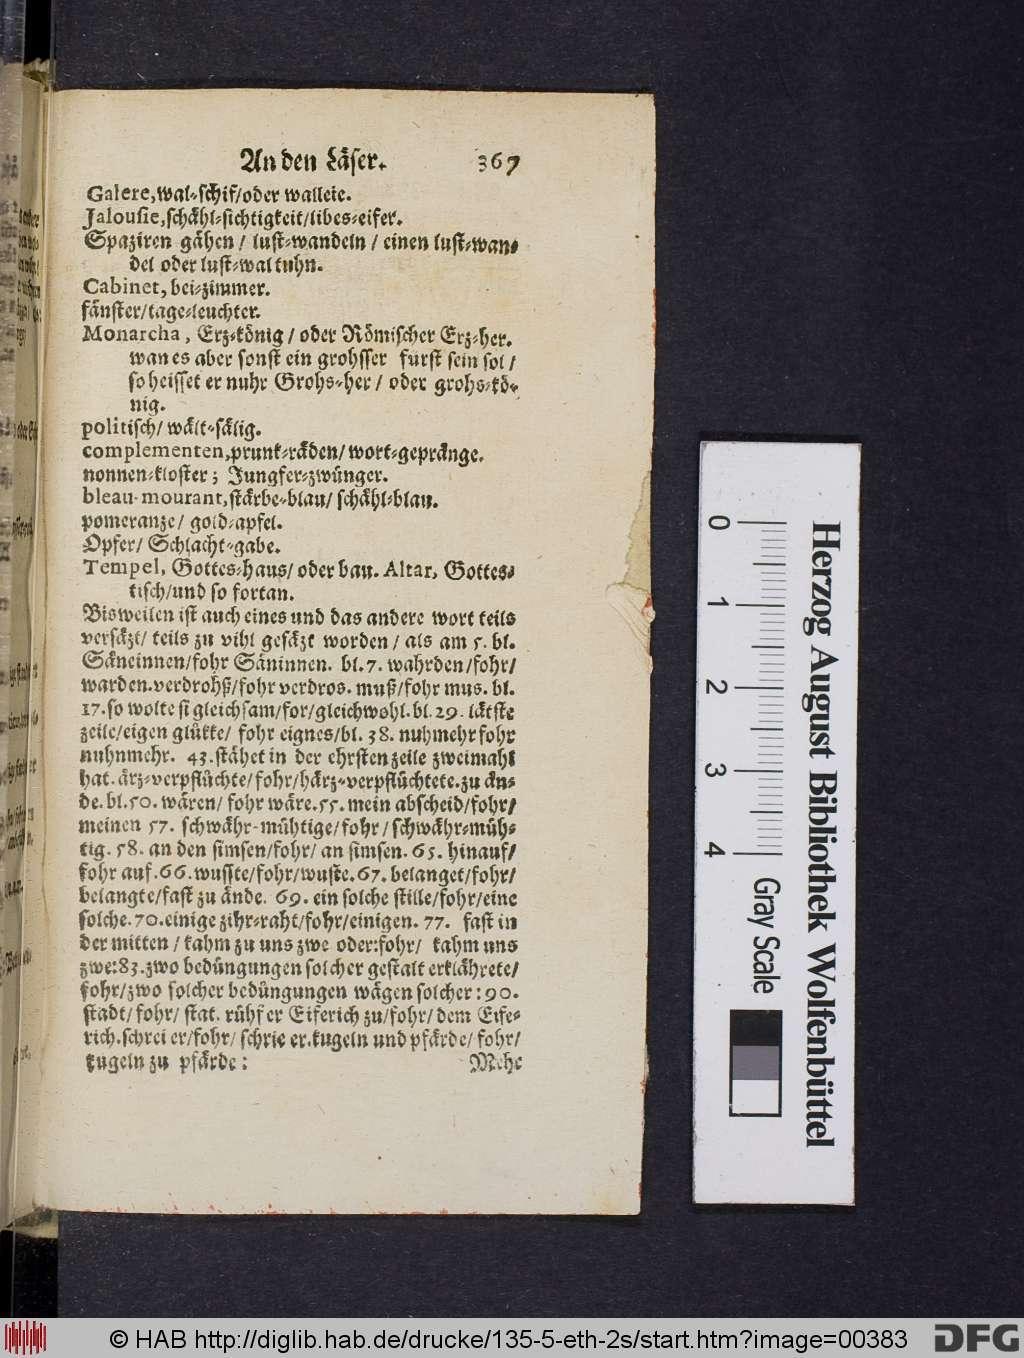 An den Läser. 367
Galere, wal-schif/oder walleie.
Jalousie, schähl-sichtigkeit/libes-eifer.
Spaziren gähen / lust-wandeln / einen lust-wan-
del oder lust-wal tuhn.
Cabinet, bei-zimmer.
fänster/tage-leuchter.
Monarcha, Erz-könig / oder Römischer Erz-her.
wan es aber sonst ein grohsser furst sein sol /
so heisset er nuhr Grohs-her / oder grohs-kö-
nig.
politisch/ wält-sälig.
complementen, prunk-räden/ wort-gepränge.
nonnen-kloster; Jungfer-zwünger.
bleau-mourant, stärbe-blau/ schähl-blau.
pomeranze/ gold-apfel.
Opfer/ Schlacht-gabe.
Tempel, Gottes-haus/ oder bau. Altar, Gottes-
tisch/und so fortan.
Bisweilen ist auch eines und das andere wort teils
versäzt/ teils zu vihl gesäzt worden / als am 5. bl.
Säneinnen/fohr Säninnen. bl. 7. wahrden/fohr/
warden. verdrohß/fohr verdros. muß/fohr mus. bl.
17. so wolte si gleichsam/for/gleichwohl. bl. 29. lätste
zeile/eigen glükke/ fohr eignes/bl. 38. nuhmehr fohr
nuhnmehr. 43. stähet in der ehrsten zeile zweimahl
hat. ärz-verpflüchte/fohr/härz-verpflüchtete. zu än-
de. bl. 50. wären/ fohr wäre. 55. mein abscheid/fohr/
meinen 57. schwähr-mühtige/fohr/ schwähr-müh-
tig. 58. an den simsen/fohr/ an simsen. 65. hinauf/
fohr auf. 66. wusste/fohr/wuste. 67. belanget/fohr/
belangte/fast zu ände. 69. ein solche stille/fohr/eine
solche. 70. einige zihr-raht/fohr/einigen. 77. fast in
der mitten / kahm zu uns zwe oder: fohr/ kahm uns
zwe: 83. zwo bedüngungen solcher gestalt erklährete/
fohr/zwo solcher bedüngungen wägen solcher: 90.
stadt/ fohr/ stat. rühf er Eiferich zu/fohr/ dem Eife-
rich. schrei er/fohr/ schrie er. kugeln und pfärde/ fohr/
kugeln zu pfärde: Mehr
0 1 2 3 4 Gray Scale
Herzog August Bibliothek Wolfenbüttel
© HAB http://diglib.hab.de/drucke/135-5-eth-2s/start.htm?image=00383 DFG